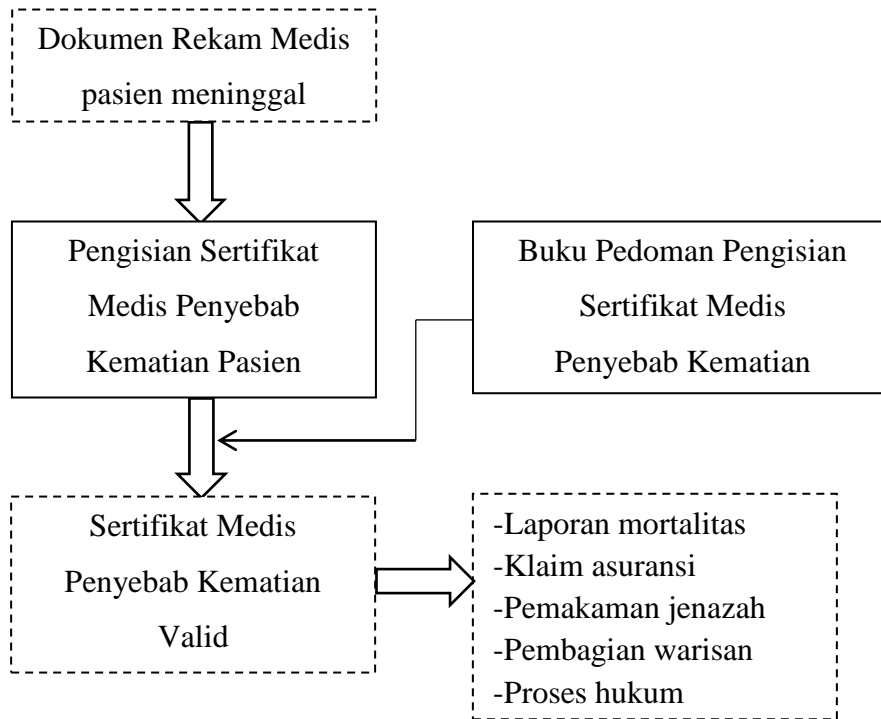 Dokumen Rekam Medis
pasien meninggal
Pengisian Sertifikat
Medis Penyebab
Kematian Pasien
Buku Pedoman Pengisian
Sertifikat Medis
Penyebab Kematian
Sertifikat Medis
Penyebab Kematian
Valid
-Laporan mortalitas
-Klaim asuransi
-Pemakaman jenazah
-Pembagian warisan
-Proses hukum